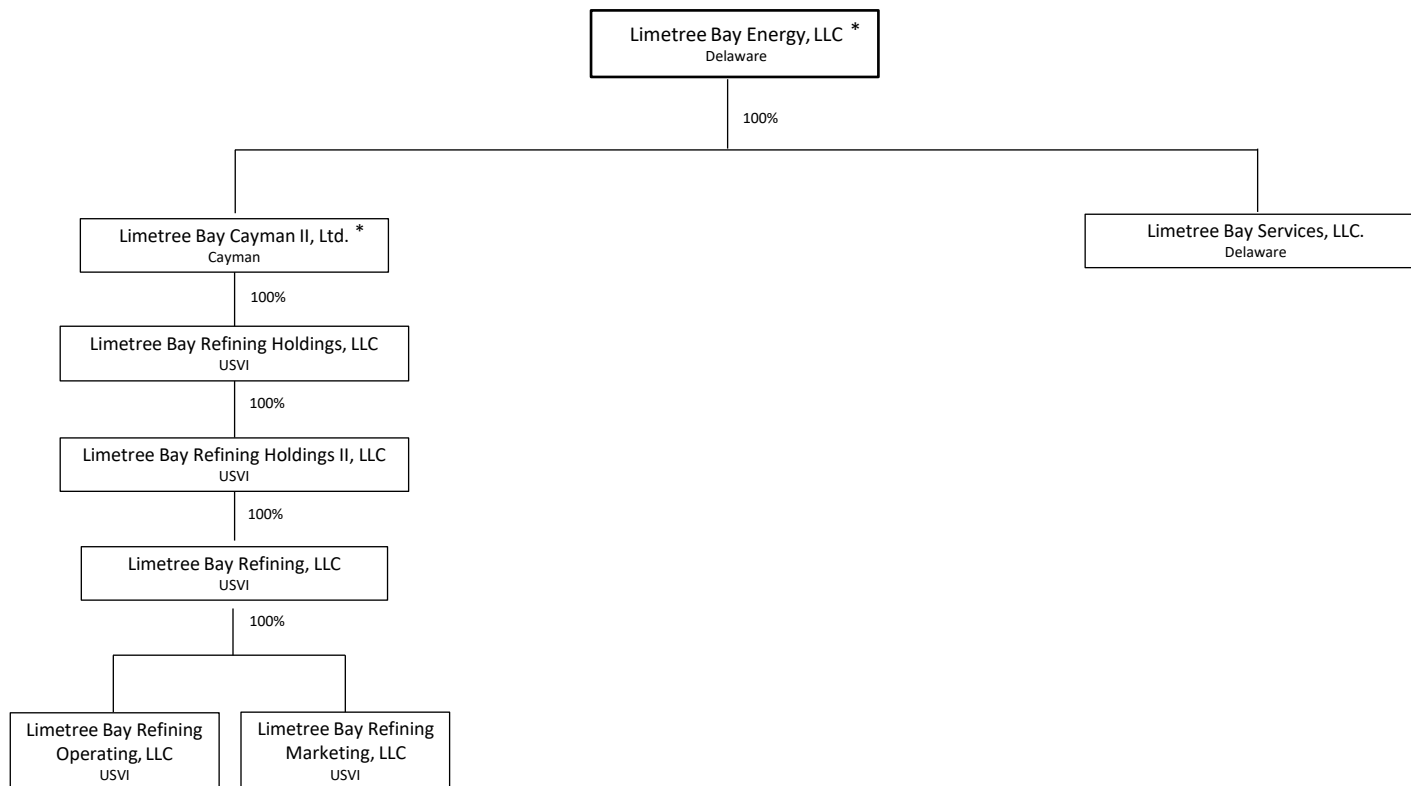 Limetree Bay Energy, LLC *
Delaware
100%
Limetree Bay Cayman II, Ltd. *
Cayman
Limetree Bay Services, LLC.
Delaware
100%
Limetree Bay Refining Holdings, LLC
USVI
100%
Limetree Bay Refining Holdings II, LLC
USVI
100%
Limetree Bay Refining, LLC
USVI
100%
Limetree Bay Refining
Operating, LLC
USVI
Limetree Bay Refining
Marketing, LLC
USVI